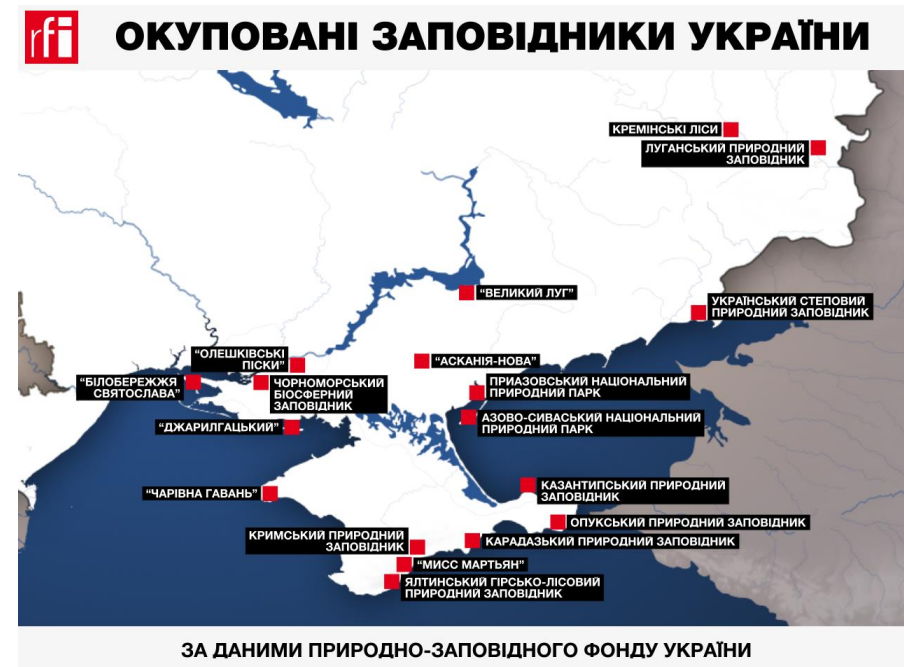 rfi
ОКУПОВАНІ ЗАПОВІДНИКИ УКРАЇНИ
КРЕМІНСЬКІ ЛІСИ
ЛУГАНСЬКИЙ ПРИРОДНИЙ
ЗАПОВІДНИК
"ВЕЛИКИЙ ЛУГ"
УКРАЇНСЬКИЙ СТЕПОВИЙ
ПРИРОДНИЙ ЗАПОВІДНИК
"ОЛЕШКІВСЬКІ
ПІСКИ"
"АСКАНІЯ-НОВА"
"БІЛОБЕРЕЖЖЯ
СВЯТОСЛАВА"
ЧОРНОМОРСЬКИЙ
БІОСФЕРНИЙ
ЗАПОВІДНИК
ПРИАЗОВСЬКИЙ НАЦІОНАЛЬНИЙ
ПРИРОДНИЙ ПАРК
"ДЖАРИЛГАЦЬКИЙ"
АЗОВО-СИВАСЬКИЙ НАЦІОНАЛЬНИЙ
ПРИРОДНИЙ ПАРК
"ЧАРІВНА ГАВАНЬ"
КАЗАНТИПСЬКИЙ ПРИРОДНИЙ
ЗАПОВІДНИК
ОПУКСЬКИЙ ПРИРОДНИЙ ЗАПОВІДНИК
КРИМСЬКИЙ ПРИРОДНИЙ
ЗАПОВІДНИК
КАРАДАЗЬКИЙ ПРИРОДНИЙ ЗАПОВІДНИК
"МИСС МАРТЬЯН"
ЯЛТИНСЬКИЙ ГІРСЬКО-ЛІСОВИЙ
ПРИРОДНИЙ ЗАПОВІДНИК
ЗА ДАНИМИ ПРИРОДНО-ЗАПОВІДНОГО ФОНДУ УКРАЇНИ